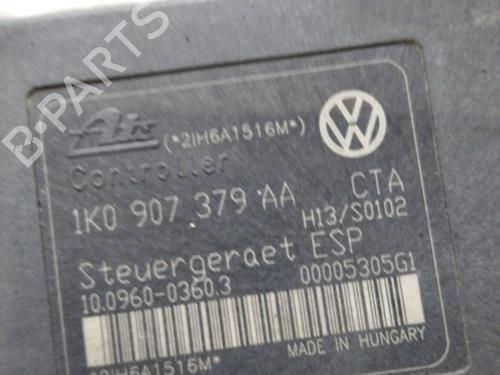 Ate (*2IH6A1516M*)
Controller
1K0 907 379 AA CTA
H13/S0102
Steuergeraet ESP
10.0960-0360.3 00005305G1
*2IH6A1516M* MADE IN HUNGARY
B-PARTS